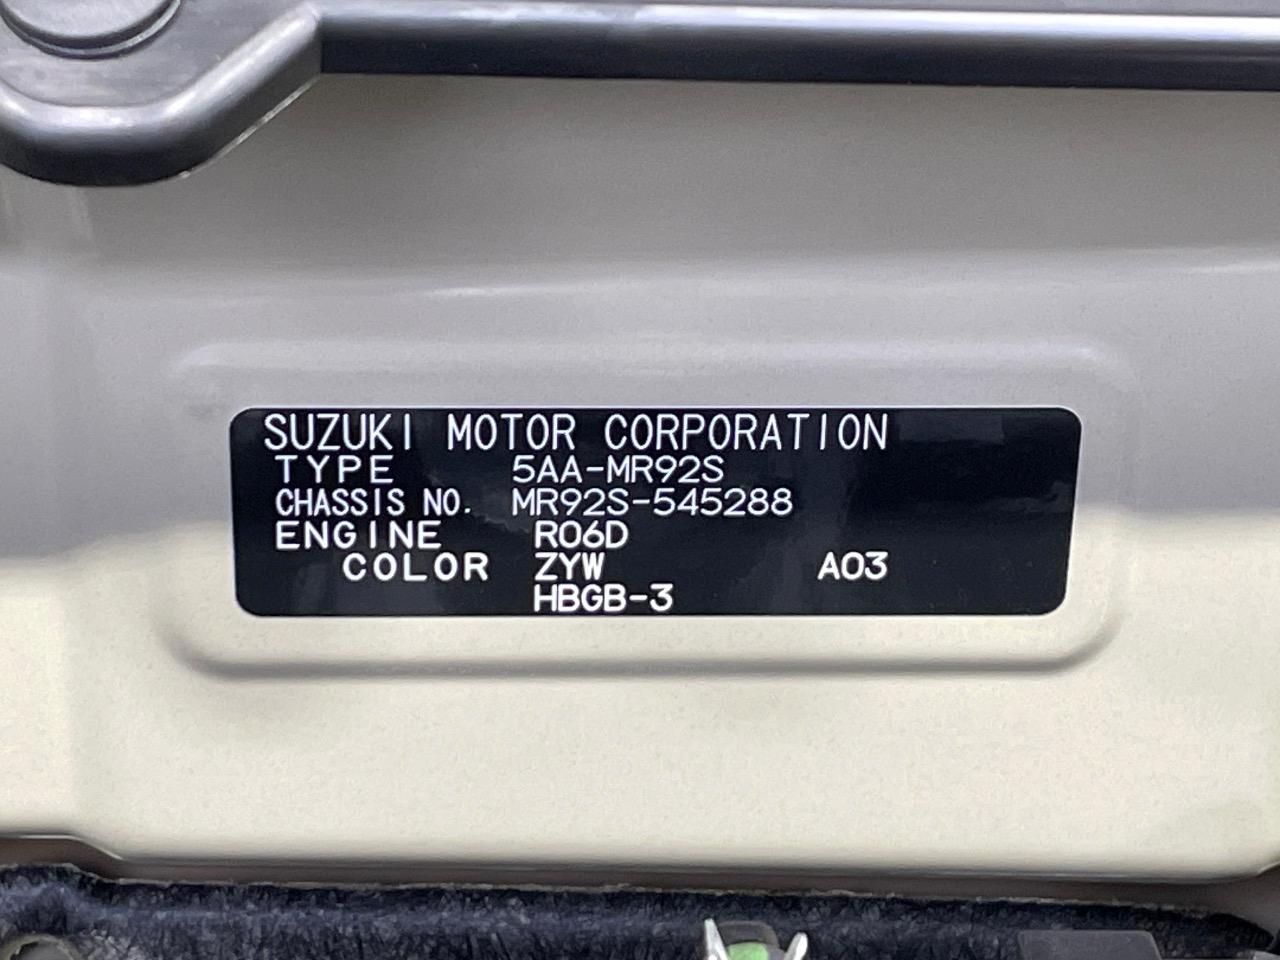 SUZUKI MOTOR CORPORATION
TYPE 5AA-MR92S
CHASSIS NO. MR92S-545288
ENGINE R06D
COLOR ZYW A03
HBGB-3